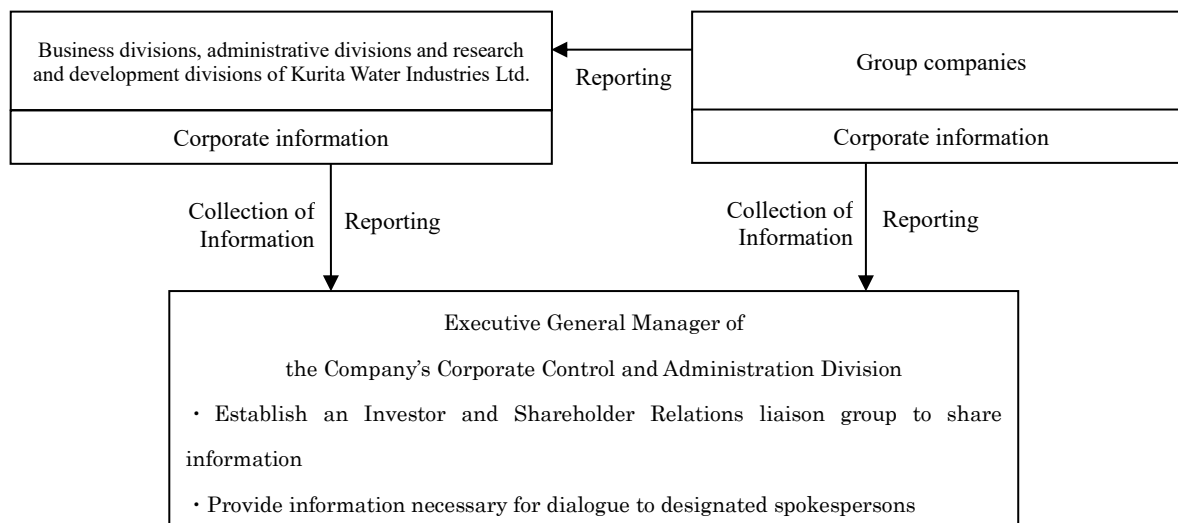 Business divisions, administrative divisions and research
and development divisions of Kurita Water Industries Ltd.
Reporting
Group companies
Corporate information
Corporate information
Collection of
Information
Reporting
Collection of
Information
Reporting
Executive General Manager of
the Company’s Corporate Control and Administration Division
・Establish an Investor and Shareholder Relations liaison group to share
information
・Provide information necessary for dialogue to designated spokespersons